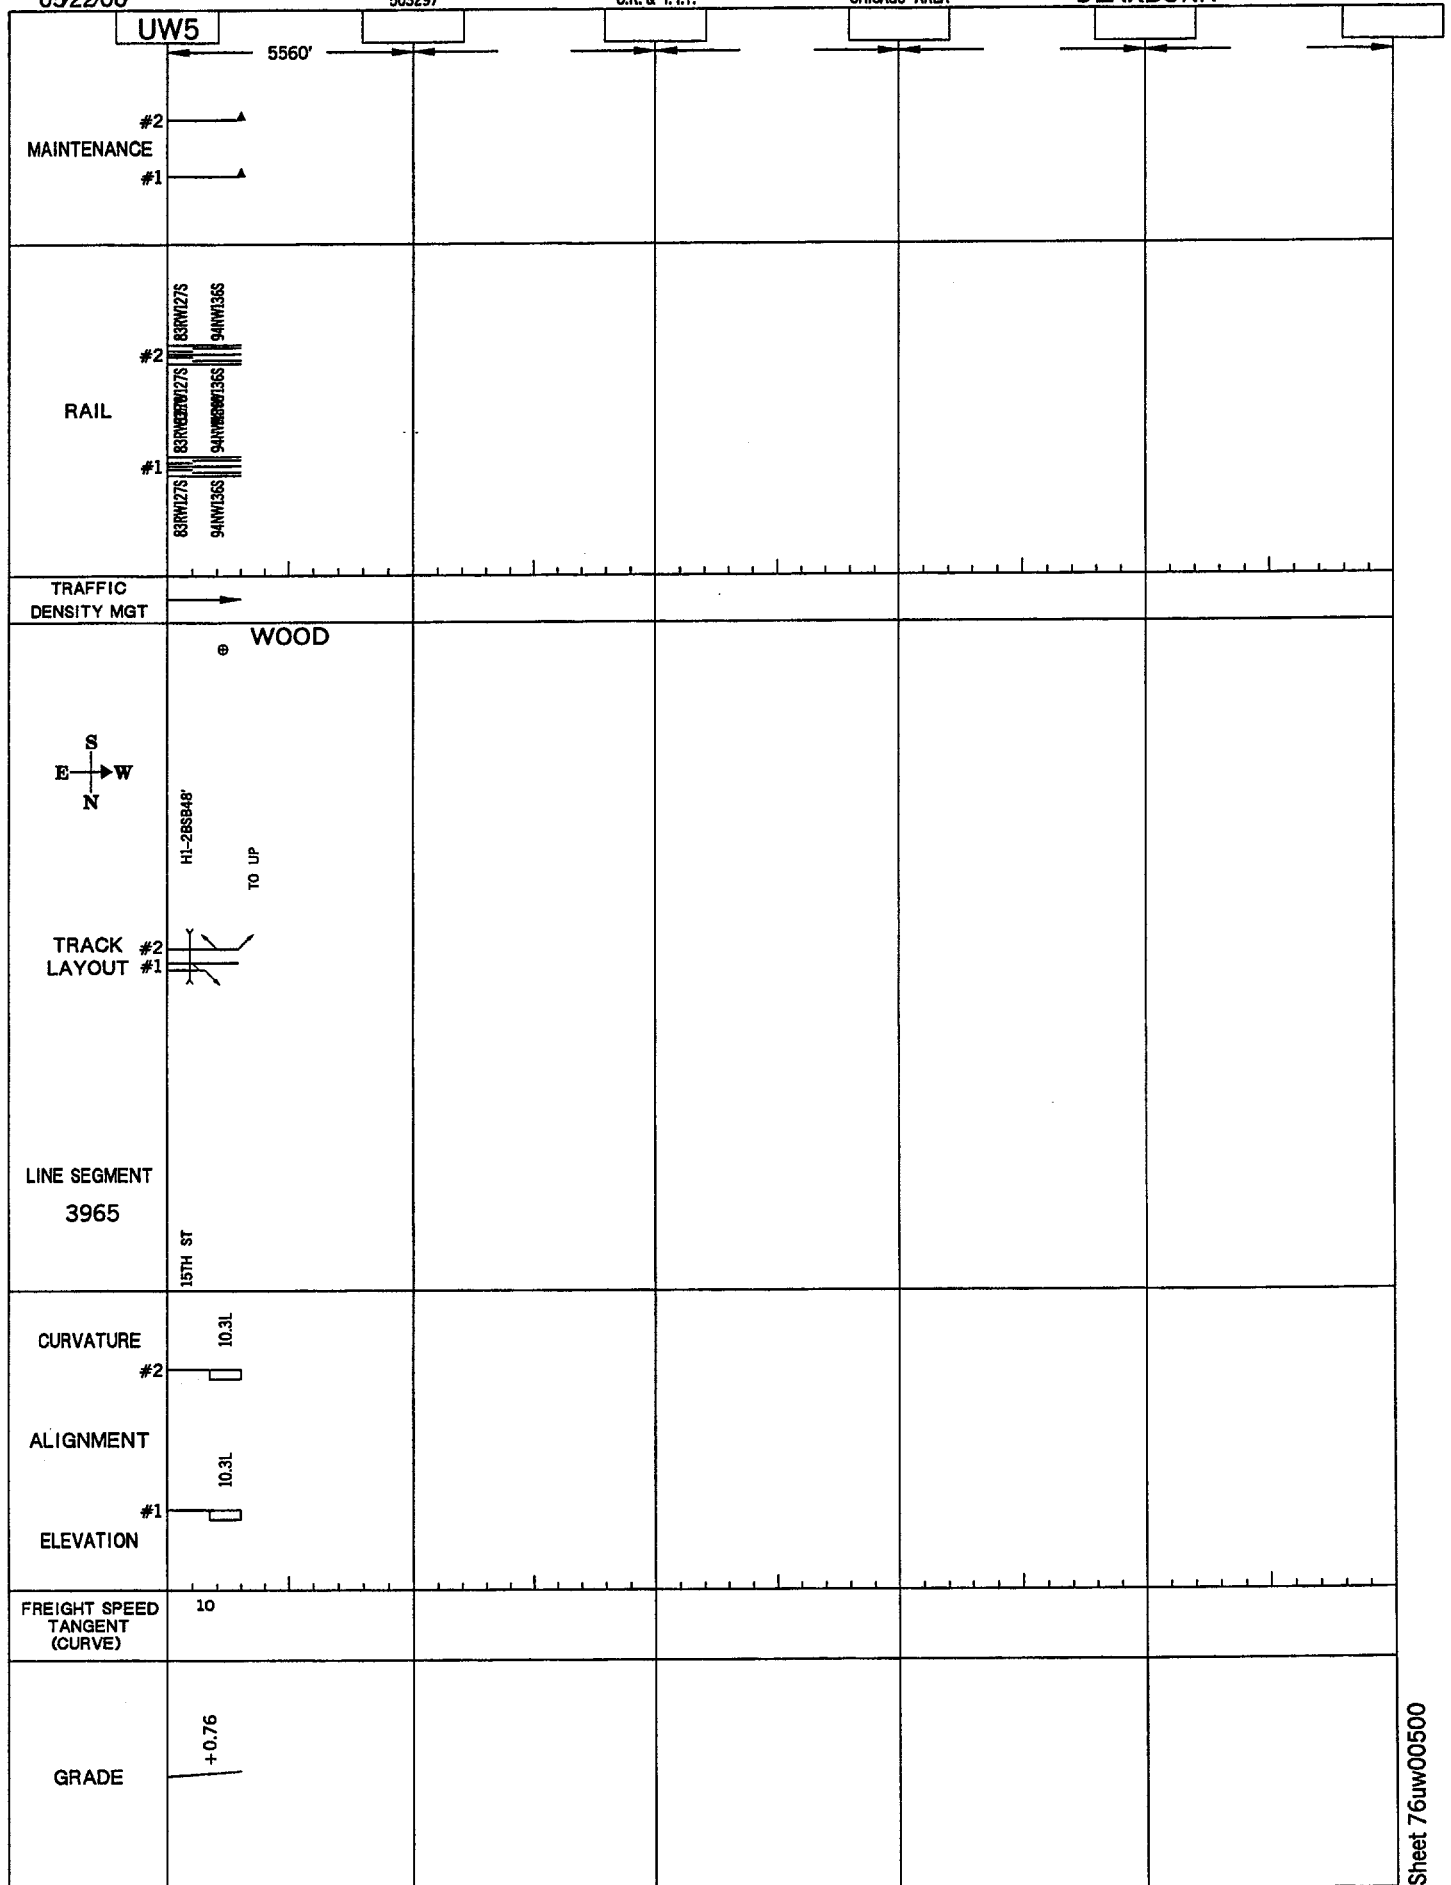 UW5
5560'
#2
MAINTENANCE
#1
83RW127S 94NW136S
#2
RAIL
#1
83RW127S 94NW136S
TRAFFIC
DENSITY MGT
WOOD
S
E W
N
H1-2BSB48'
TO UP
TRACK #2
LAYOUT #1
LINE SEGMENT
3965
15TH ST
CURVATURE
10.3L
#2
ALIGNMENT
10.3L
#1
ELEVATION
FREIGHT SPEED 10
TANGENT
(CURVE)
+0.76
GRADE
Sheet 76uw00500